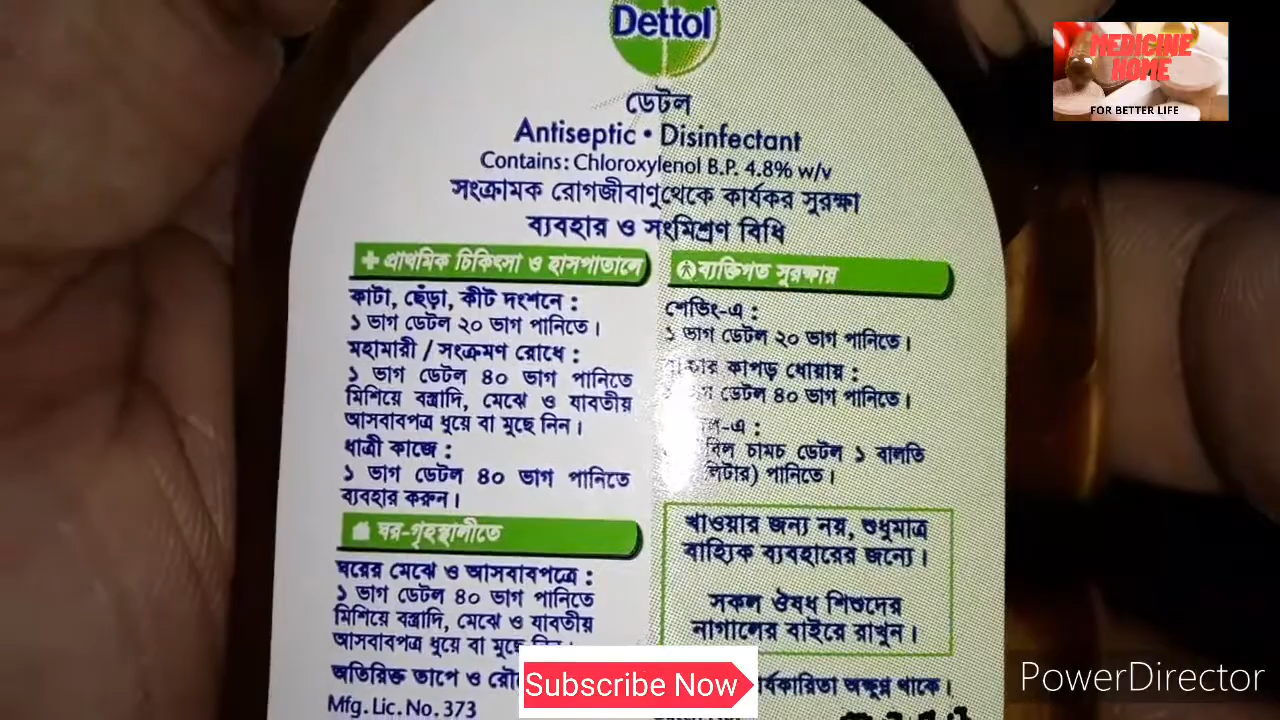 Dettol
ডেটল
Antiseptic • Disinfectant
Contains: Chloroxylenol B.P. 4.8% w/v
সংক্রামক রোগজীবাণু থেকে কার্যকর সুরক্ষা
ব্যবহার ও সংমিশ্রণ বিধি
প্রাথমিক চিকিৎসা ও হাসপাতালে
কাটা, ছেঁড়া, কীট দংশনে :
১ ভাগ ডেটল ২০ ভাগ পানিতে।
মহামারী / সংক্রমণ রোধে :
১ ভাগ ডেটল ৪০ ভাগ পানিতে
মিশিয়ে বস্ত্রাদি, মেঝে ও যাবতীয়
আসবাবপত্র ধুয়ে বা মুছে নিন।
ধাত্রী কাজে :
১ ভাগ ডেটল ৪০ ভাগ পানিতে
ব্যবহার করুন।
ঘর-গৃহস্থালীতে
ঘরের মেঝে ও আসবাবপত্রে :
১ ভাগ ডেটল ৪০ ভাগ পানিতে
মিশিয়ে বস্ত্রাদি, মেঝে ও যাবতীয়
আসবাবপত্র ধুয়ে বা মুছে নিন।
অতিরিক্ত তাপে ও
Mfg. Lic. No. 373
ব্যক্তিগত সুরক্ষায়
শেভিং-এ :
১ ভাগ ডেটল ২০ ভাগ পানিতে।
কাপড় ধোয়ায় :
ডেটল ৪০ ভাগ পানিতে।
চামচ ডেটল ১ বালতি
পানিতে।
খাওয়ার জন্য নয়, শুধুমাত্র
বাহ্যিক ব্যবহারের জন্যে।
সকল ঔষধ শিশুদের
নাগালের বাইরে রাখুন।
অক্ষুন্ন থাকে।
MEDICINE
HOME
FOR BETTER LIFE
Subscribe Now
PowerDirector